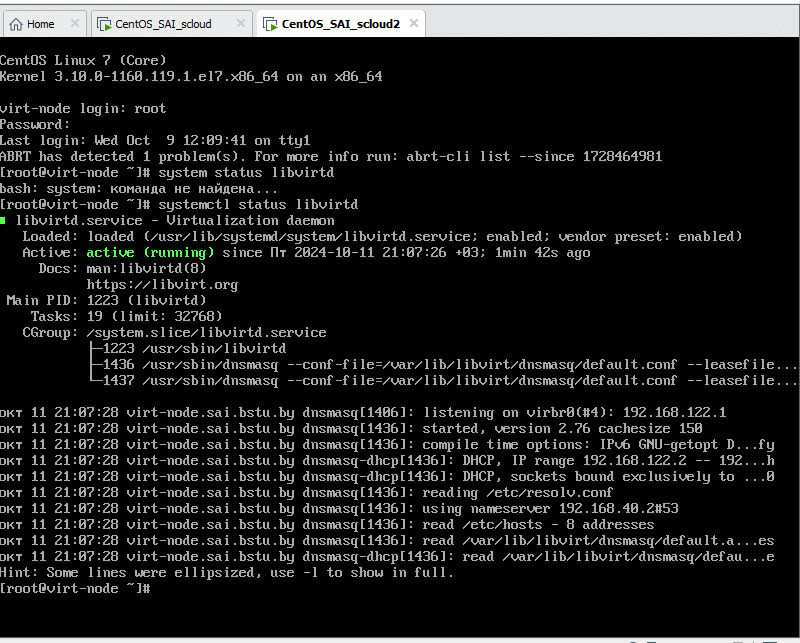 Home
CentOS_SAI_scloud
CentOS_SAI_scloud2
CentOS Linux 7 (Core)
Kernel 3.10.0-1160.119.1.el7.x86_64 on an x86_64
virt-node login: root
Password:
Last login: Wed Oct  9 12:09:41 on tty1
ABRT has detected 1 problem(s). For more info run: abrt-cli list --since 1728464981
[root@virt-node ~]# system status libvirtd
bash: system: команда не найдена...
[root@virt-node ~]# systemctl status libvirtd
libvirtd.service - Virtualization daemon
Loaded: loaded (/usr/lib/systemd/system/libvirtd.service; enabled; vendor preset: enabled)
Active: active (running) since Пт 2024-10-11 21:07:26 +03; 1min 42s ago
Docs: man:libvirtd(8)
https://libvirt.org
Main PID: 1223 (libvirtd)
Tasks: 19 (limit: 32768)
CGroup: /system.slice/libvirtd.service
├─1223 /usr/sbin/libvirtd
├─1436 /usr/sbin/dnsmasq --conf-file=/var/lib/libvirt/dnsmasq/default.conf --leasefile...
└─1437 /usr/sbin/dnsmasq --conf-file=/var/lib/libvirt/dnsmasq/default.conf --leasefile...
окт 11 21:07:28 virt-node.sai.bstu.by dnsmasq[1406]: listening on virbr0(#4): 192.168.122.1
окт 11 21:07:28 virt-node.sai.bstu.by dnsmasq[1436]: started, version 2.76 cachesize 150
окт 11 21:07:28 virt-node.sai.bstu.by dnsmasq[1436]: compile time options: IPv6 GNU-getopt D...fy
окт 11 21:07:28 virt-node.sai.bstu.by dnsmasq-dhcp[1436]: DHCP, IP range 192.168.122.2 -- 192...h
окт 11 21:07:28 virt-node.sai.bstu.by dnsmasq-dhcp[1436]: DHCP, sockets bound exclusively to ...0
окт 11 21:07:28 virt-node.sai.bstu.by dnsmasq[1436]: reading /etc/resolv.conf
окт 11 21:07:28 virt-node.sai.bstu.by dnsmasq[1436]: using nameserver 192.168.40.2#53
окт 11 21:07:28 virt-node.sai.bstu.by dnsmasq[1436]: read /etc/hosts - 8 addresses
окт 11 21:07:28 virt-node.sai.bstu.by dnsmasq[1436]: read /var/lib/libvirt/dnsmasq/default.a...es
окт 11 21:07:28 virt-node.sai.bstu.by dnsmasq-dhcp[1436]: read /var/lib/libvirt/dnsmasq/defau...e
Hint: Some lines were ellipsized, use -l to show in full.
[root@virt-node ~]#